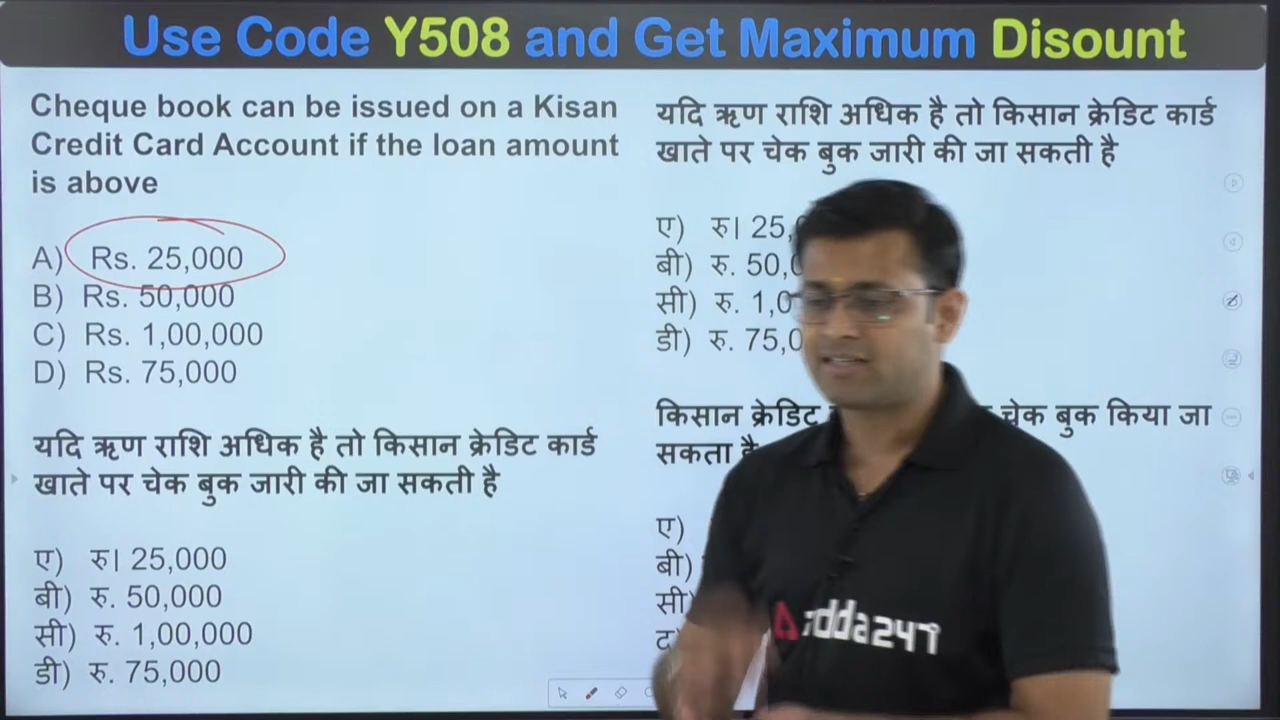 Use Code Y508 and Get Maximum Disount
Cheque book can be issued on a Kisan
Credit Card Account if the loan amount
is above
A) Rs. 25,000
B) Rs. 50,000
C) Rs. 1,00,000
D) Rs. 75,000
यदि ऋण राशि अधिक है तो किसान क्रेडिट कार्ड
खाते पर चेक बुक जारी की जा सकती है
ए) रु। 25,000
बी) रु. 50,000
सी) रु. 1,00,000
डी) रु. 75,000
यदि ऋण राशि अधिक है तो किसान क्रेडिट कार्ड
खाते पर चेक बुक जारी की जा सकती है
ए) रु। 25,
बी) रु. 50,
सी) रु. 1,0
डी) रु. 75,0
किसान क्रेडिट चेक बुक किया जा
सकता है
ए)
बी)
सी)
adda247